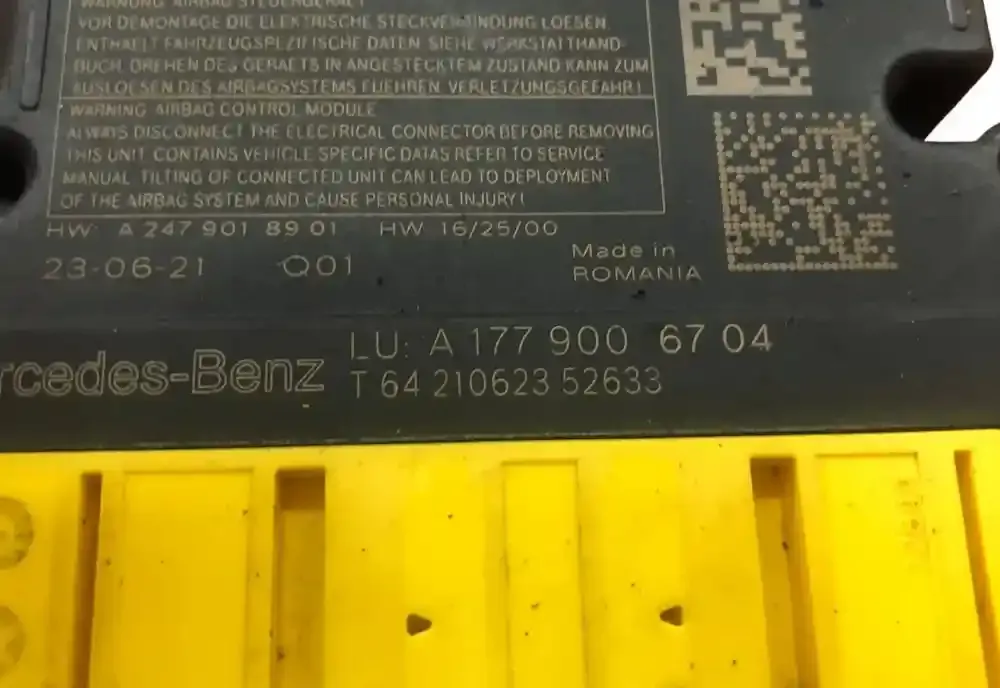 WARNUNG AIRBAG STEUERGERAET
VOR DEMONTAGE DIE ELEKTRISCHE STECKVERBINDUNG LOESEN.
ENTHAELT FAHRZEUGSPEZIFISCHE DATEN. SIEHE WERKSTATTHAND-
BUCH. DREHEN DES GERAETS IN ANGESTECKTEM ZUSTAND KANN ZUM
AUSLOESEN DES AIRBAGSYSTEMS FUEHREN. VERLETZUNGSGEFAHR!
WARNING AIRBAG CONTROL MODULE
ALWAYS DISCONNECT THE ELECTRICAL CONNECTOR BEFORE REMOVING
THIS UNIT. CONTAINS VEHICLE SPECIFIC DATAS REFER TO SERVICE
MANUAL. TILTING OF CONNECTED UNIT CAN LEAD TO DEPLOYMENT
OF THE AIRBAG SYSTEM AND CAUSE PERSONAL INJURY!
HW: A 247 901 89 01 HW 16/25/00
23-06-21 Q01
Made in
ROMANIA
rcedes-Benz
LU: A 177 900 67 04
T 64 210623 52633